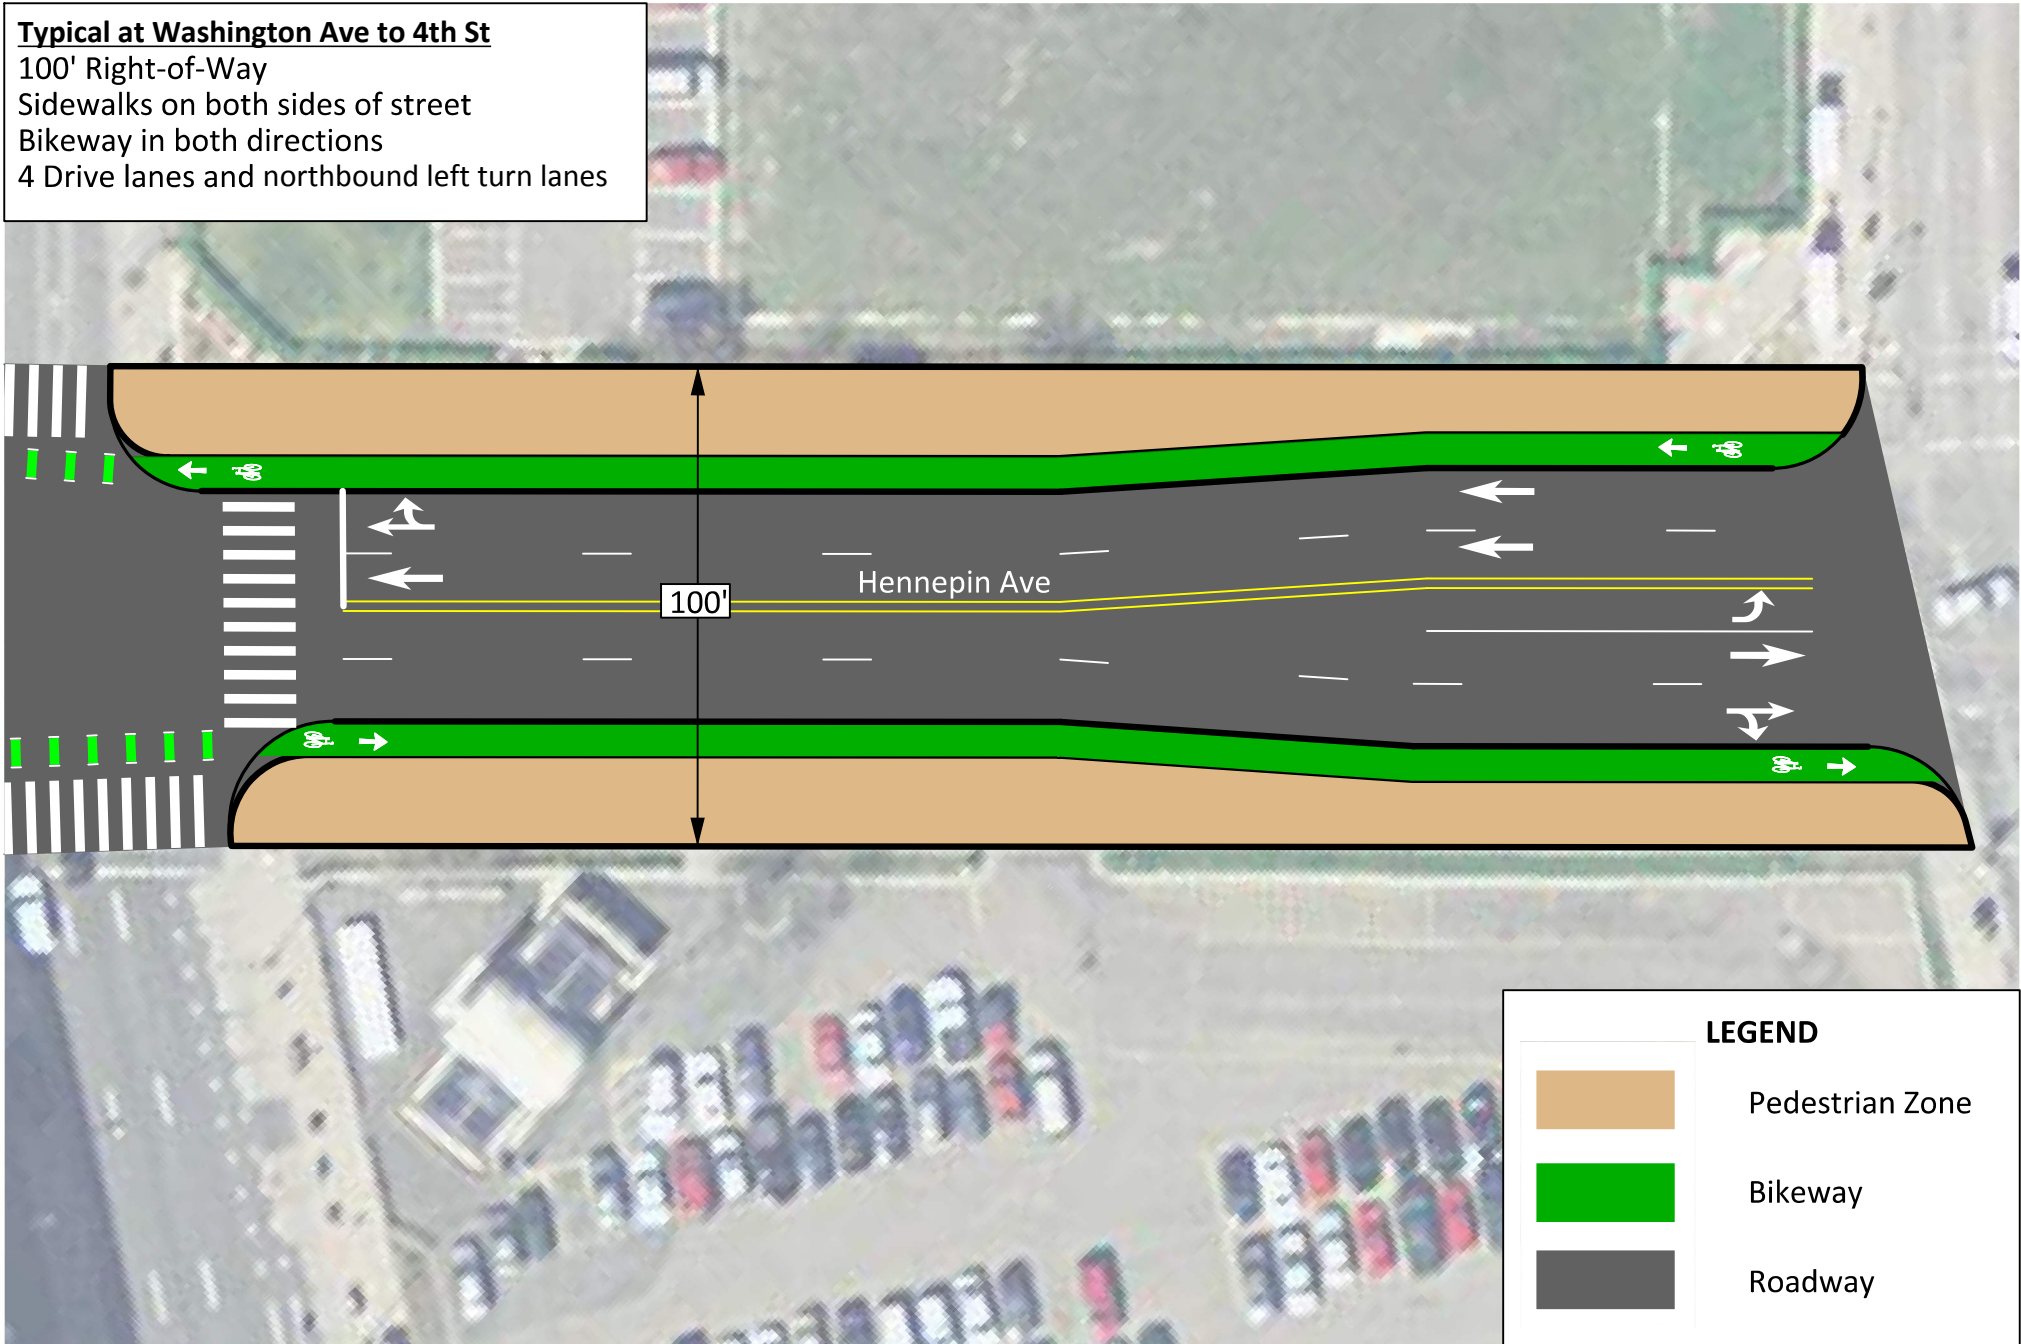 Typical at Washington Ave to 4th St
100' Right-of-Way
Sidewalks on both sides of street
Bikeway in both directions
4 Drive lanes and northbound left turn lanes
Hennepin Ave
100'
LEGEND
Pedestrian Zone
Bikeway
Roadway